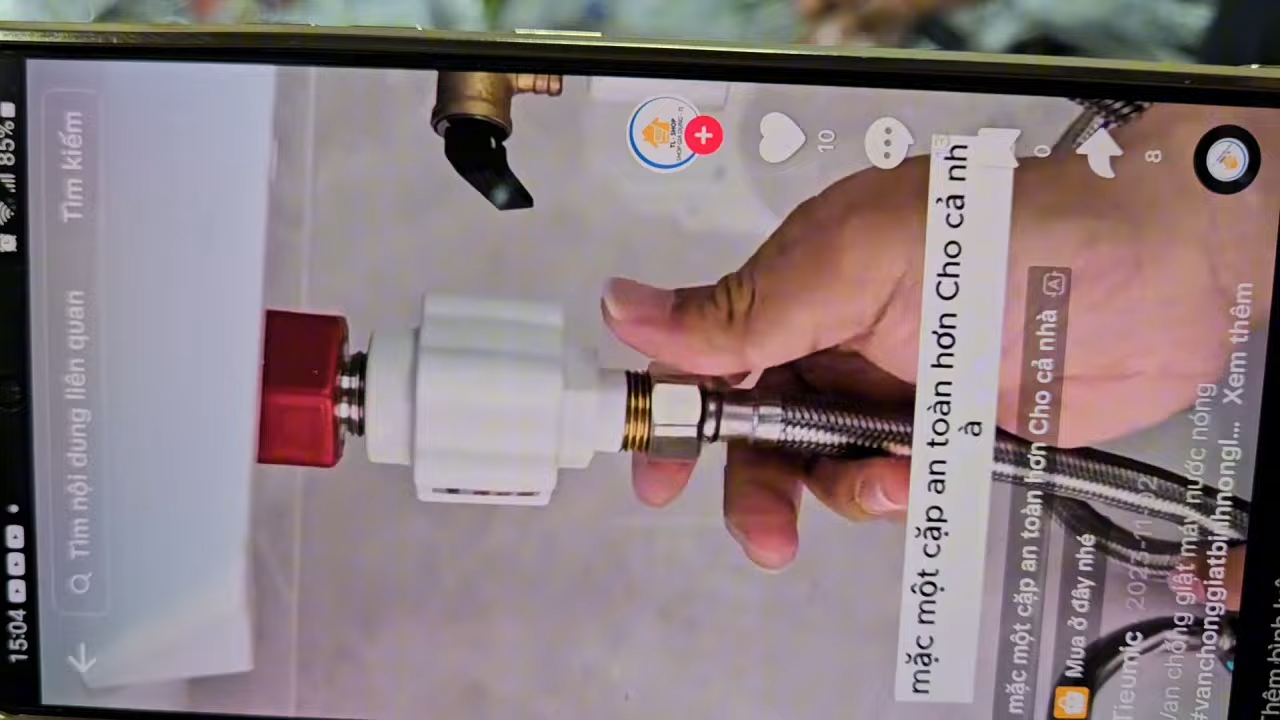 15:04
85%
Tìm nội dung liên quan
Tìm kiếm
TL - SHOP
10
0
8
mặc một cặp an toàn hơn Cho cả nh
à
mặc một cặp an toàn hơn Cho cả nhà
Mua ở đây nhé
Tieumic
Van chống giật máy nước nóng
#vanchonggiatbinhnongl... Xem thêm